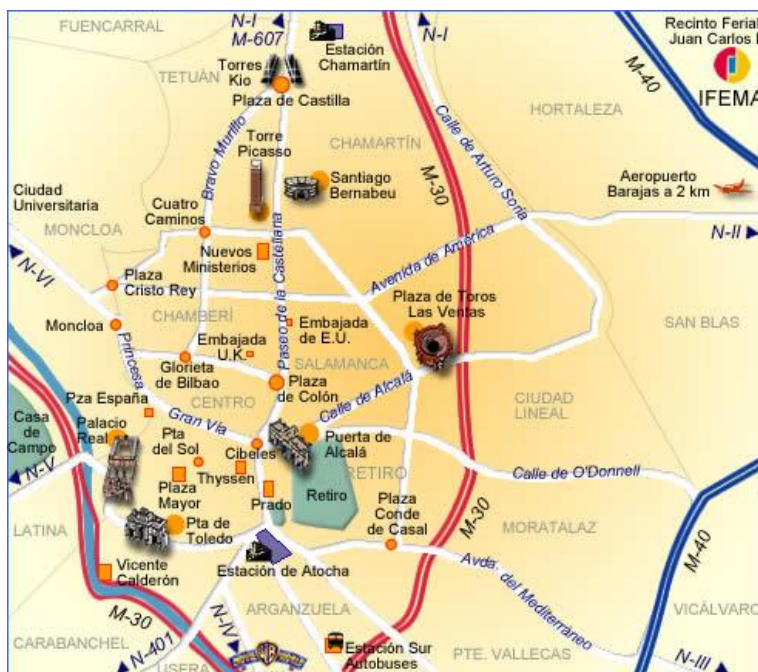 FUENCARRAL
N-I
M-607
Estación
Chamartín
N-I
Recinto Ferial
Juan Carlos I
M-40
IFEMA
TETUÁN
Torres
Kio
Plaza de Castilla
HORTALEZA
CHAMARTÍN
Bravo Murillo
Torre
Picasso
Santiago
Bernabeu
M-30
Calle de Arturo Soria
Aeropuerto
Barajas a 2 km
Ciudad
Universitaria
Cuatro
Caminos
MONCLOA
N-II
Nuevos
Ministerios
Paseo de la Castellana
Avenida de América
N-VI
Plaza
Cristo Rey
Plaza de Toros
Las Ventas
CHAMBERÍ
Moncloa
Embajada
de E.U.
SAN BLAS
Embajada
U.K.
Princesa
Glorieta
de Bilbao
SALAMANCA
Plaza
de Colón
Calle de Alcalá
CIUDAD
LINEAL
Pza España
CENTRO
Gran Vía
Casa
de
Campo
Palacio
Real
Pta
del Sol
Cibeles
Puerta de
Alcalá
N-V
Thyssen
RETIRO
Calle de O'Donnell
Plaza
Mayor
Prado
Retiro
Plaza
Conde
de Casal
LATINA
Pta de
Toledo
M-30
MORATALAZ
M-40
Vicente
Calderón
Estación de Atocha
Avda. del Mediterráneo
M-30
ARGANZUELA
VICÁLVARO
CARABANCHEL
N-401
N-IV
Estación Sur
Autobuses
PTE. VALLECAS
N-III
USERA